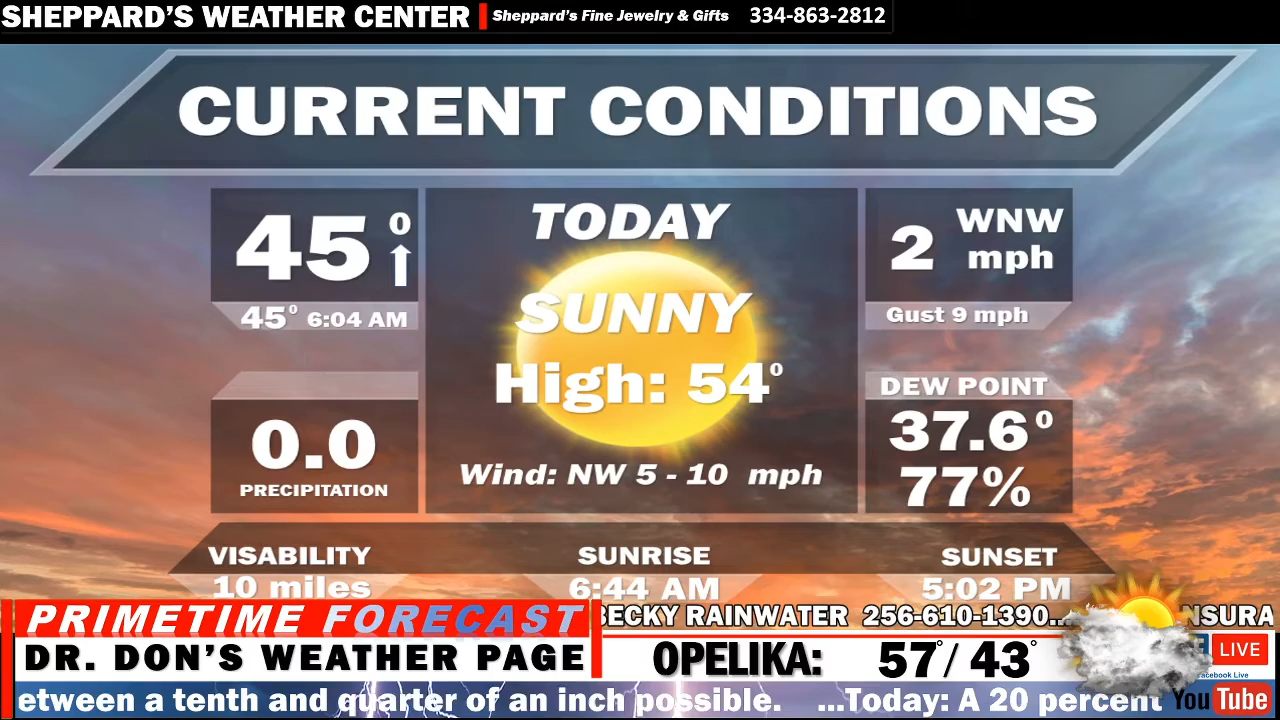 SHEPPARD'S WEATHER CENTER Sheppard's Fine Jewelry & Gifts 334-863-2812
CURRENT CONDITIONS
45°
45° 6:04 AM
TODAY
SUNNY
High: 54°
Wind: NW 5 - 10 mph
2 WNW mph
Gust 9 mph
0.0
PRECIPITATION
DEW POINT
37.6°
77%
VISABILITY
10 miles
SUNRISE
6:44 AM
SUNSET
5:02 PM
PRIMETIME FORECAST
DR. DON'S WEATHER PAGE
BECKY RAINWATER 256-610-1390... NSURA
OPELIKA: 57°/ 43°
LIVE
acebook Live
etween a tenth and quarter of an inch possible. ...Today: A 20 percent
YouTube